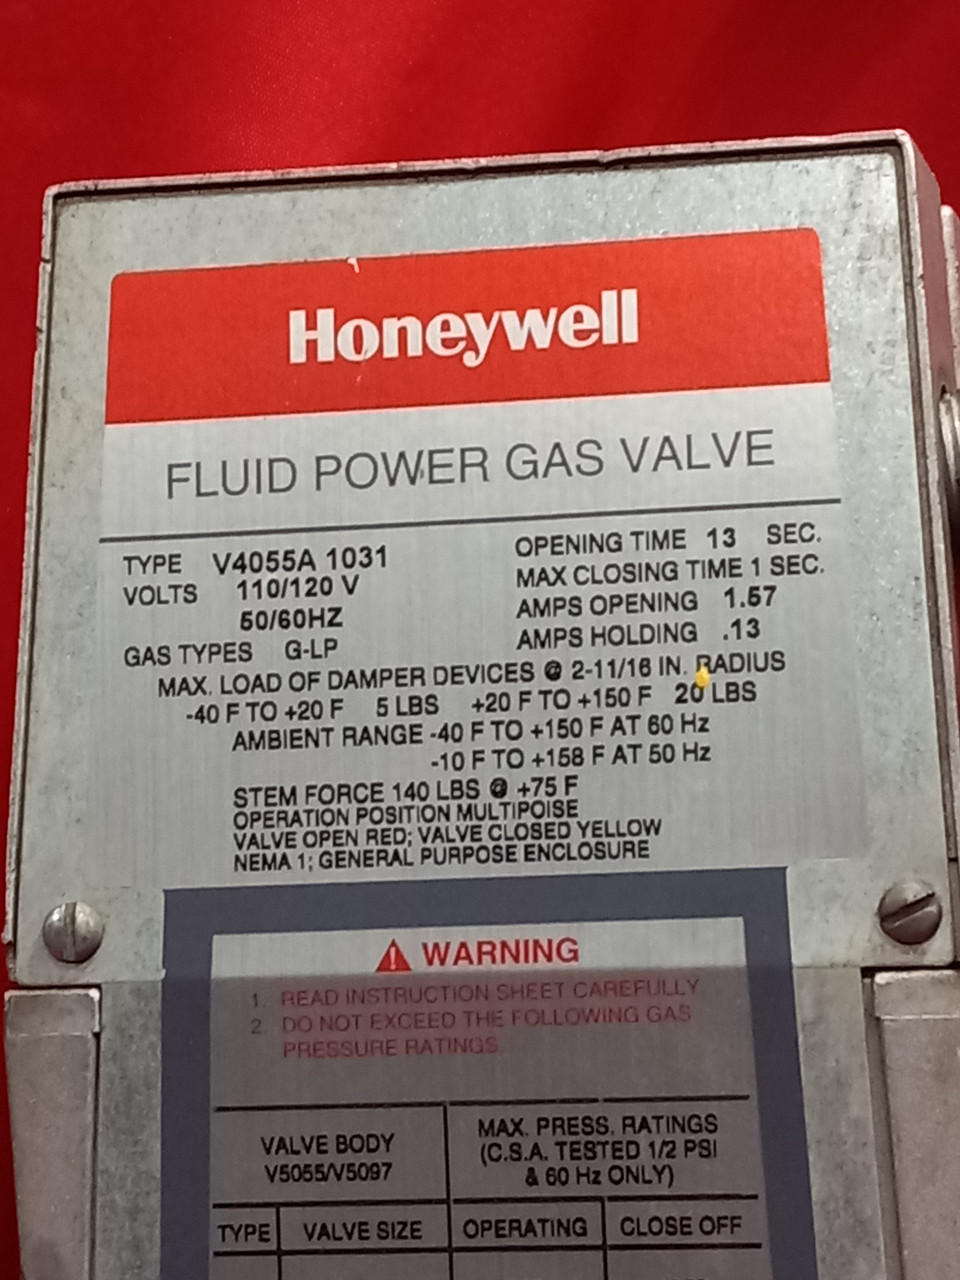 Honeywell
FLUID POWER GAS VALVE
TYPE V4055A 1031
VOLTS 110/120 V
50/60HZ
GAS TYPES G-LP
OPENING TIME 13 SEC.
MAX CLOSING TIME 1 SEC.
AMPS OPENING 1.57
AMPS HOLDING .13
MAX. LOAD OF DAMPER DEVICES @ 2-11/16 IN. RADIUS
-40 F TO +20 F 5 LBS +20 F TO +150 F 20 LBS
AMBIENT RANGE -40 F TO +150 F AT 60 Hz
-10 F TO +158 F AT 50 Hz
STEM FORCE 140 LBS @ +75 F
OPERATION POSITION MULTIPOISE
VALVE OPEN RED; VALVE CLOSED YELLOW
NEMA 1; GENERAL PURPOSE ENCLOSURE
WARNING
1. READ INSTRUCTION SHEET CAREFULLY
2. DO NOT EXCEED THE FOLLOWING GAS
PRESSURE RATINGS.
VALVE BODY
V5055/V5097
MAX. PRESS. RATINGS
(C.S.A. TESTED 1/2 PSI
& 60 Hz ONLY)
TYPE VALVE SIZE OPERATING CLOSE OFF